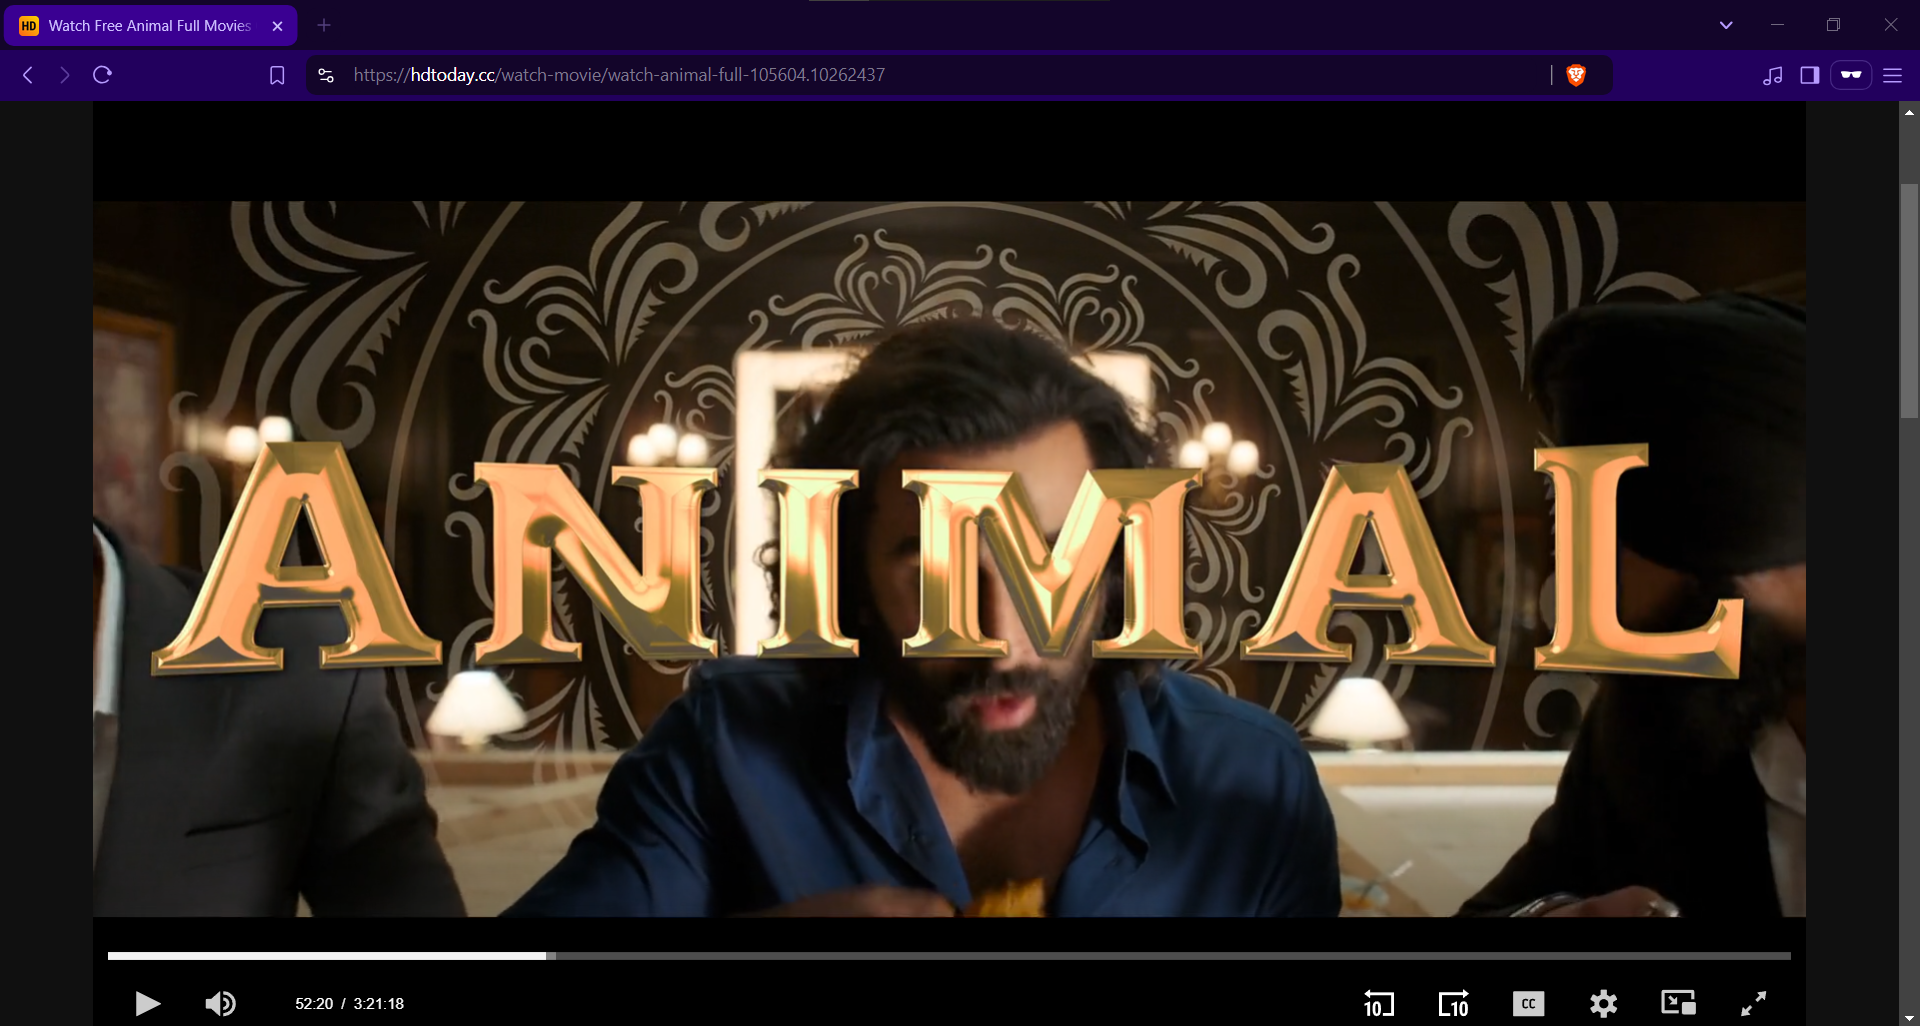 HD Watch Free Animal Full Movies
https://hdtoday.cc/watch-movie/watch-animal-full-105604.10262437
ANIMAL
52:20 / 3:21:18
10 10 CC